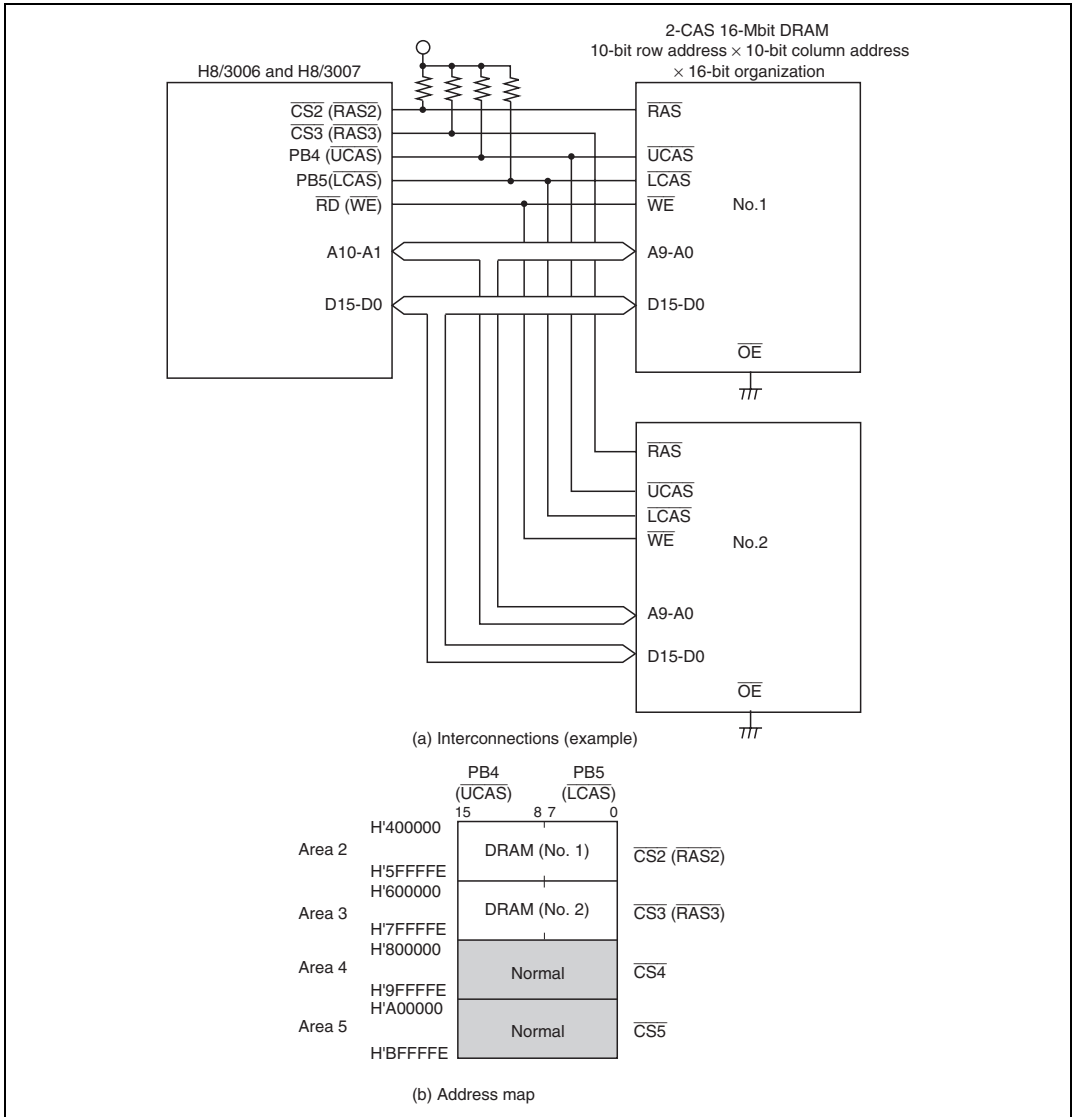 2-CAS 16-Mbit DRAM
10-bit row address × 10-bit column address
× 16-bit organization
H8/3006 and H8/3007
CS2 (RAS2)
CS3 (RAS3)
PB4 (UCAS)
PB5(LCAS)
RD (WE)
A10-A1
D15-D0
RAS
UCAS
LCAS
WE
No.1
A9-A0
D15-D0
OE
RAS
UCAS
LCAS
WE
No.2
A9-A0
D15-D0
OE
(a) Interconnections (example)
PB4
(UCAS)
PB5
(LCAS)
15
8 7
0
Area 2
H'400000
H'5FFFFE
DRAM (No. 1)
CS2 (RAS2)
Area 3
H'600000
H'7FFFFE
DRAM (No. 2)
CS3 (RAS3)
Area 4
H'800000
H'9FFFFE
Normal
CS4
Area 5
H'A00000
H'BFFFFE
Normal
CS5
(b) Address map